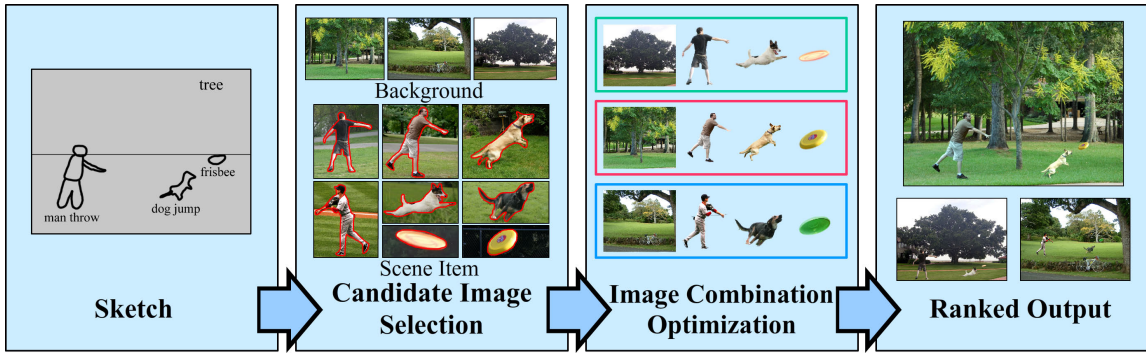 tree
frisbee
man throw
dog jump
Sketch
Background
Scene Item
Candidate Image
Selection
Image Combination
Optimization
Ranked Output